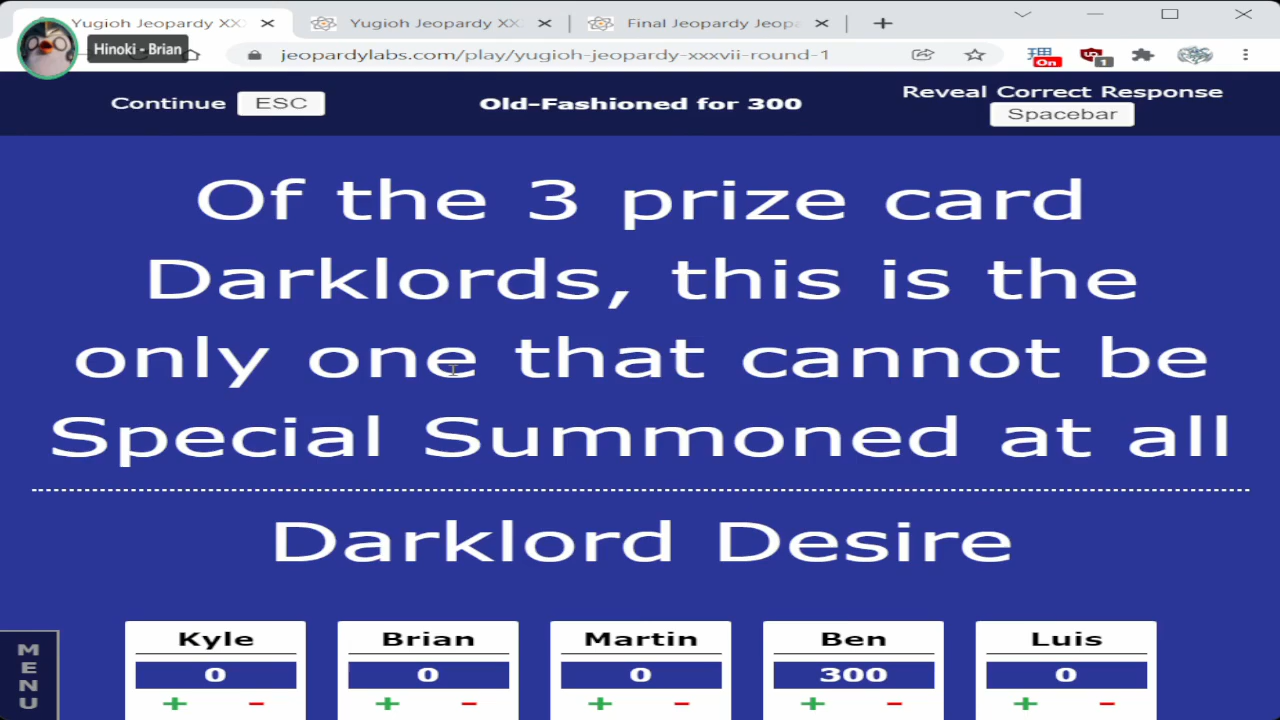 Yugioh Jeopardy XX
Yugioh Jeopardy XX
Final Jeopardy Jeop
Hinoki - Brian
jeopardylabs.com/play/yugioh-jeopardy-xxxvii-round-1
理
On
1
Continue ESC
Old-Fashioned for 300
Reveal Correct Response
Spacebar
Of the 3 prize card
Darklords, this is the
only one that cannot be
Special Summoned at all
Darklord Desire
MENU
Kyle Brian Martin Ben Luis
0 0 0 300 0
+ - + - + - + - + -